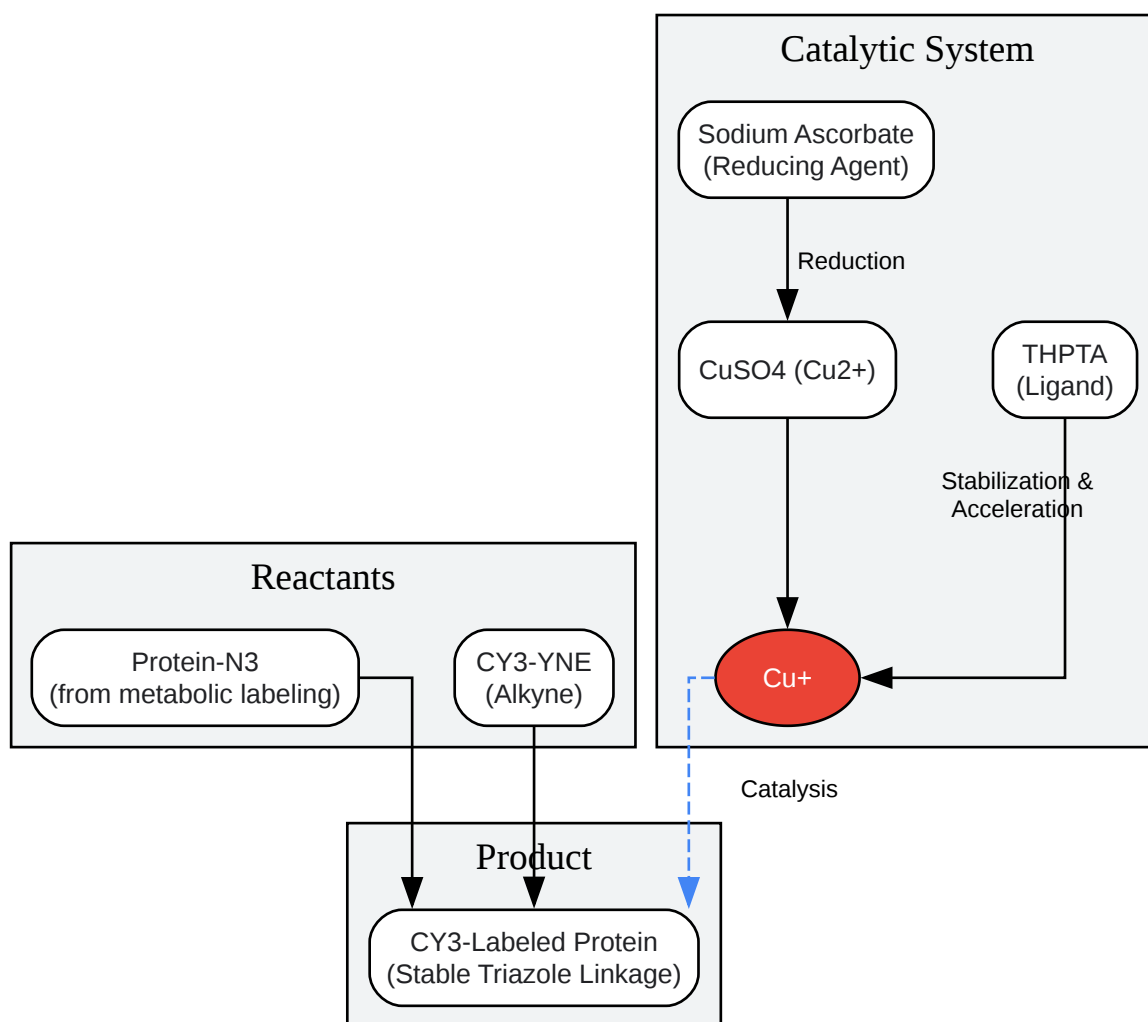 Catalytic System
Sodium Ascorbate
(Reducing Agent)
Reduction
CuSO4 (Cu2+)
THPTA
(Ligand)
Stabilization &
Acceleration
Reactants
Protein-N3
(from metabolic labeling)
CY3-YNE
(Alkyne)
Cu+
Catalysis
Product
CY3-Labeled Protein
(Stable Triazole Linkage)